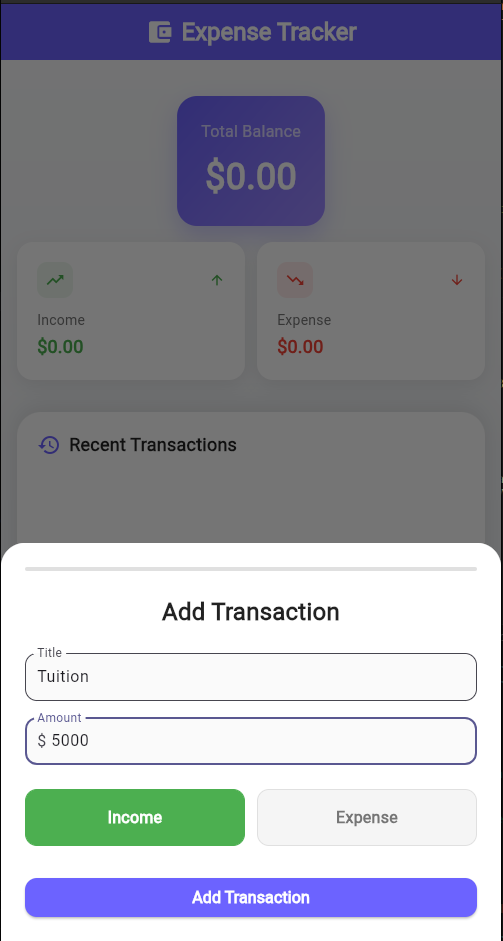 Expense Tracker
Total Balance
$0.00
Income
$0.00
Expense
$0.00
Recent Transactions
Add Transaction
Title
Tuition
Amount
$ 5000
Income
Expense
Add Transaction